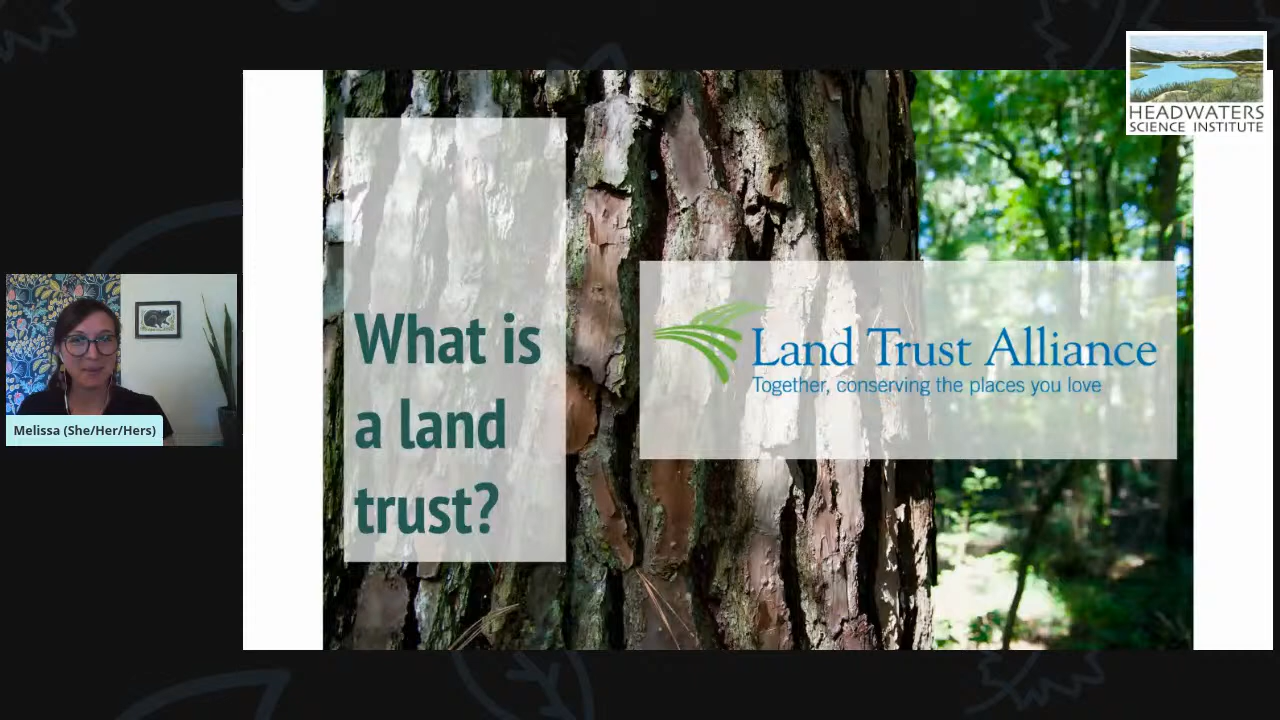 HEADWATERS
SCIENCE INSTITUTE
What is
a land
trust?
Land Trust Alliance
Together, conserving the places you love
Melissa (She/Her/Hers)